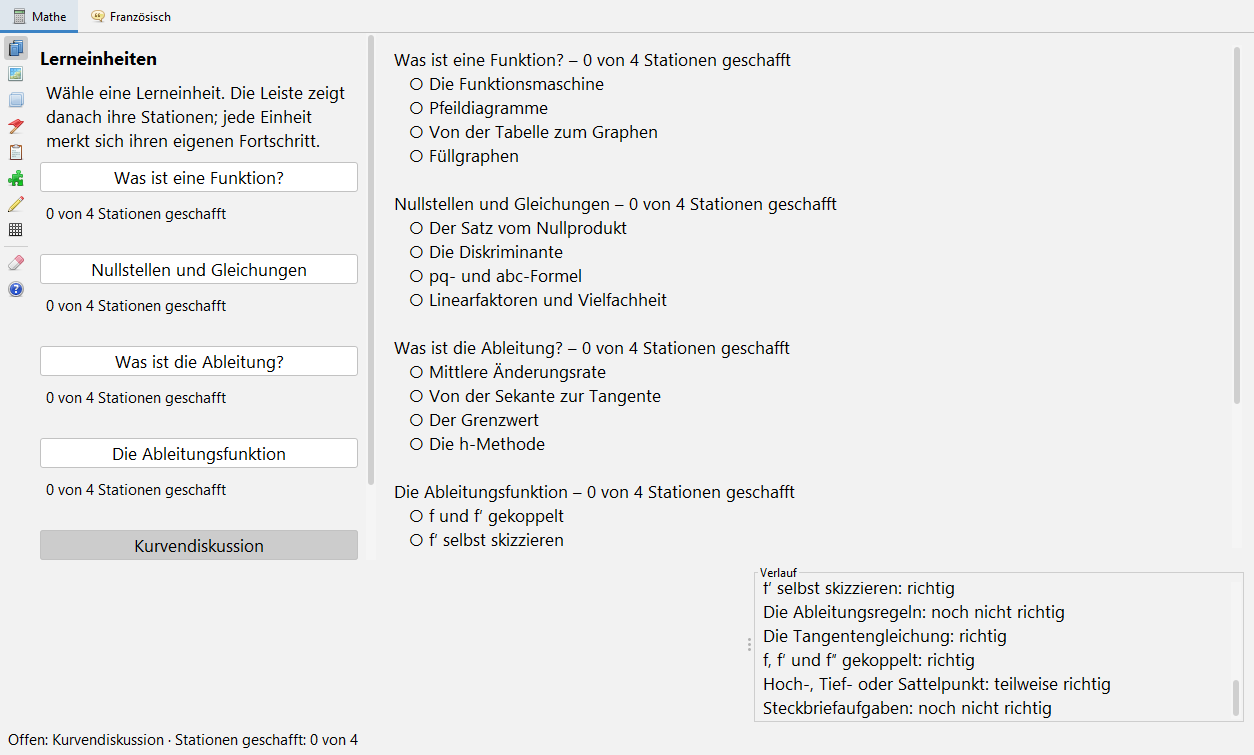 Mathe
Französisch
Lerneinheiten
Wähle eine Lerneinheit. Die Leiste zeigt
danach ihre Stationen; jede Einheit
merkt sich ihren eigenen Fortschritt.
Was ist eine Funktion?
0 von 4 Stationen geschafft
Nullstellen und Gleichungen
0 von 4 Stationen geschafft
Was ist die Ableitung?
0 von 4 Stationen geschafft
Die Ableitungsfunktion
0 von 4 Stationen geschafft
Kurvendiskussion
Was ist eine Funktion? – 0 von 4 Stationen geschafft
Die Funktionsmaschine
Pfeildiagramme
Von der Tabelle zum Graphen
Füllgraphen
Nullstellen und Gleichungen – 0 von 4 Stationen geschafft
Der Satz vom Nullprodukt
Die Diskriminante
pq- und abc-Formel
Linearfaktoren und Vielfachheit
Was ist die Ableitung? – 0 von 4 Stationen geschafft
Mittlere Änderungsrate
Von der Sekante zur Tangente
Der Grenzwert
Die h-Methode
Die Ableitungsfunktion – 0 von 4 Stationen geschafft
f und f′ gekoppelt
f′ selbst skizzieren
Verlauf
f′ selbst skizzieren: richtig
Die Ableitungsregeln: noch nicht richtig
Die Tangentengleichung: richtig
f, f′ und f″ gekoppelt: richtig
Hoch-, Tief- oder Sattelpunkt: teilweise richtig
Steckbriefaufgaben: noch nicht richtig
Offen: Kurvendiskussion · Stationen geschafft: 0 von 4